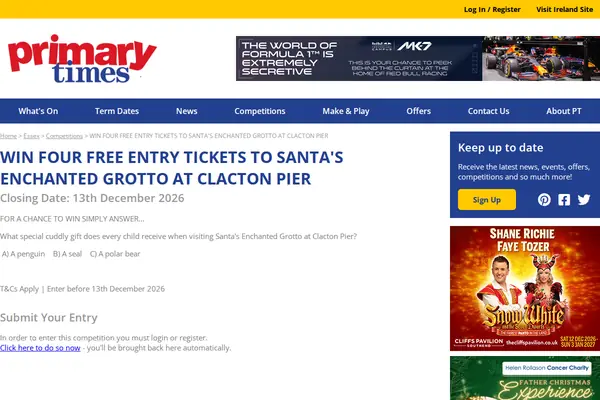 Log In / Register
Visit Ireland Site
primary
times
THE WORLD OF
FORMULA 1™ IS
EXTREMELY
SECRETIVE
MK-7
THIS IS YOUR CHANCE TO PEEK
BEHIND THE CURTAIN AT THE
HOME OF RED BULL RACING
What's On
Term Dates
News
Competitions
Make & Play
Offers
Contact Us
About PT
Home > Essex > Competitions > WIN FOUR FREE ENTRY TICKETS TO SANTA'S ENCHANTED GROTTO AT CLACTON PIER
WIN FOUR FREE ENTRY TICKETS TO SANTA'S
ENCHANTED GROTTO AT CLACTON PIER
Closing Date: 13th December 2026
FOR A CHANCE TO WIN SIMPLY ANSWER...
What special cuddly gift does every child receive when visiting Santa's Enchanted Grotto at Clacton Pier?
A) A penguin B) A seal C) A polar bear
T&Cs Apply | Enter before 13th December 2026
Submit Your Entry
In order to enter this competition you must login or register.
Click here to do so now - you'll be brought back here automatically.
Keep up to date
Receive the latest news, events, offers,
competitions and so much more!
Sign Up
SHANE RICHIE
FAYE TOZER
Snow White
CLIFFS PAVILION
SOUTHEND
thecliffspavilion.co.uk
SAT 12 DEC 2026 -
SUN 3 JAN 2027
Helen Rollason Cancer Charity
FATHER CHRISTMAS
Experience